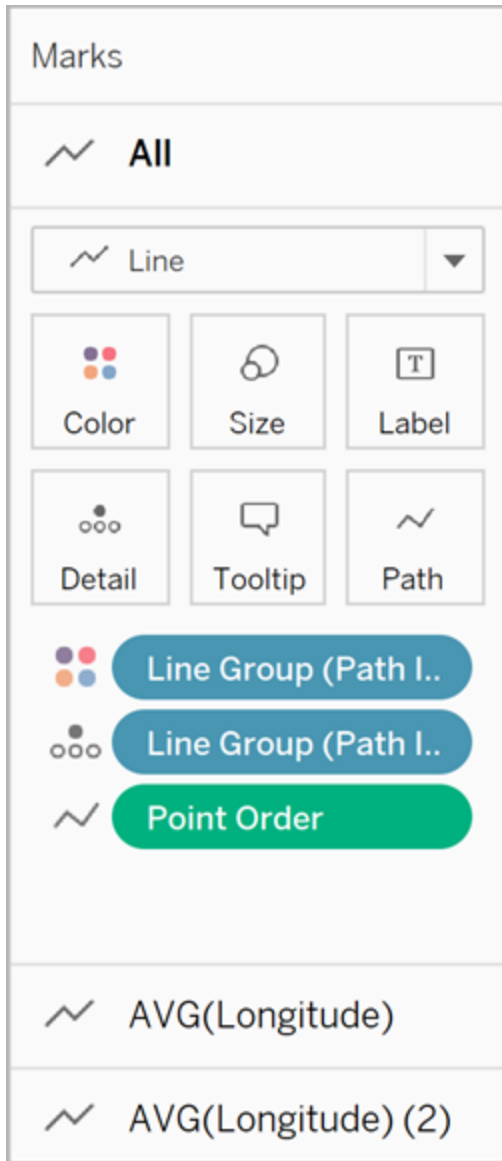 Marks
All
Line
Color Size Label
Detail Tooltip Path
Line Group (Path I..
Line Group (Path I..
Point Order
AVG(Longitude)
AVG(Longitude) (2)